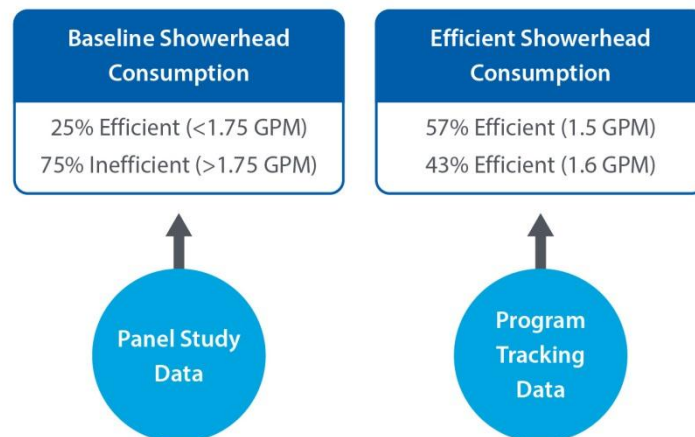 Baseline Showerhead
Consumption
25% Efficient (<1.75 GPM)
75% Inefficient (>1.75 GPM)
Panel Study
Data
Efficient Showerhead
Consumption
57% Efficient (1.5 GPM)
43% Efficient (1.6 GPM)
Program
Tracking
Data